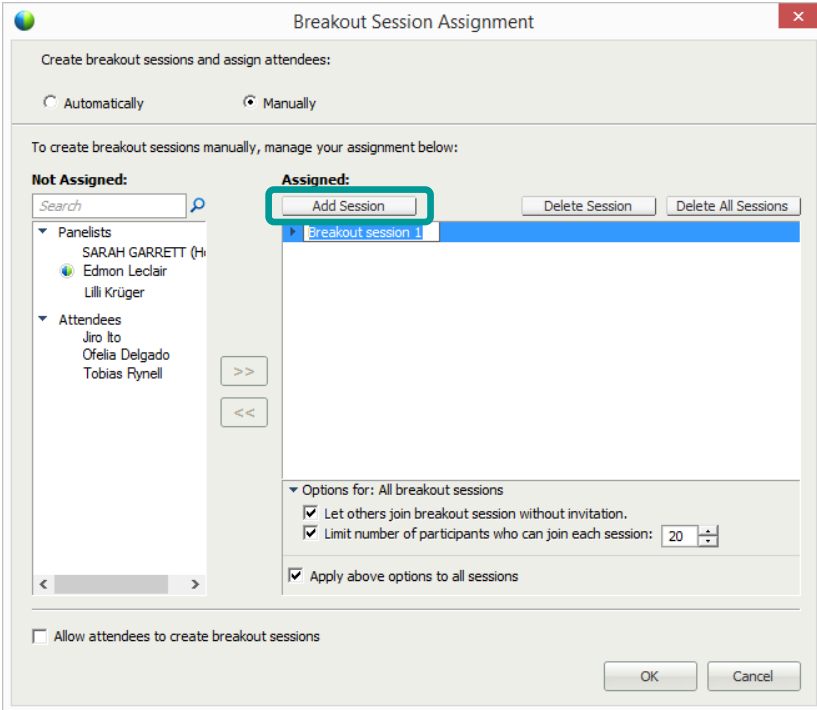 Breakout Session Assignment
Create breakout sessions and assign attendees:
Automatically Manually
To create breakout sessions manually, manage your assignment below:
Not Assigned: Assigned:
Search Add Session Delete Session Delete All Sessions
Panelists
SARAH GARRETT (H
Edmon Leclair
Lilli Krüger
Attendees
Jiro Ito
Ofelia Delgado
Tobias Rynell
>>
<<
Breakout session 1
Options for: All breakout sessions
Let others join breakout session without invitation.
Limit number of participants who can join each session: 20
Apply above options to all sessions
Allow attendees to create breakout sessions
OK Cancel